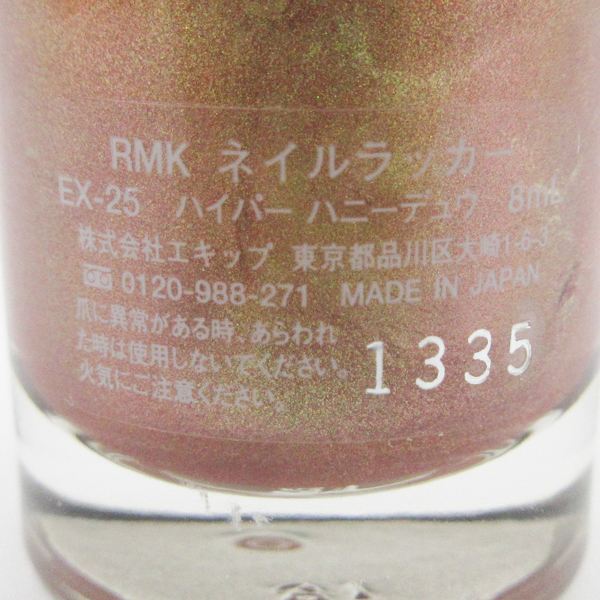 RMK ネイルラッカー
EX-25 ハイパー ハニーデュウ 8mL
株式会社エキップ 東京都品川区大崎1-6-3
0120-988-271 MADE IN JAPAN
爪に異常がある時、あらわれ
た時は使用しないでください。
火気にご注意ください。
1335